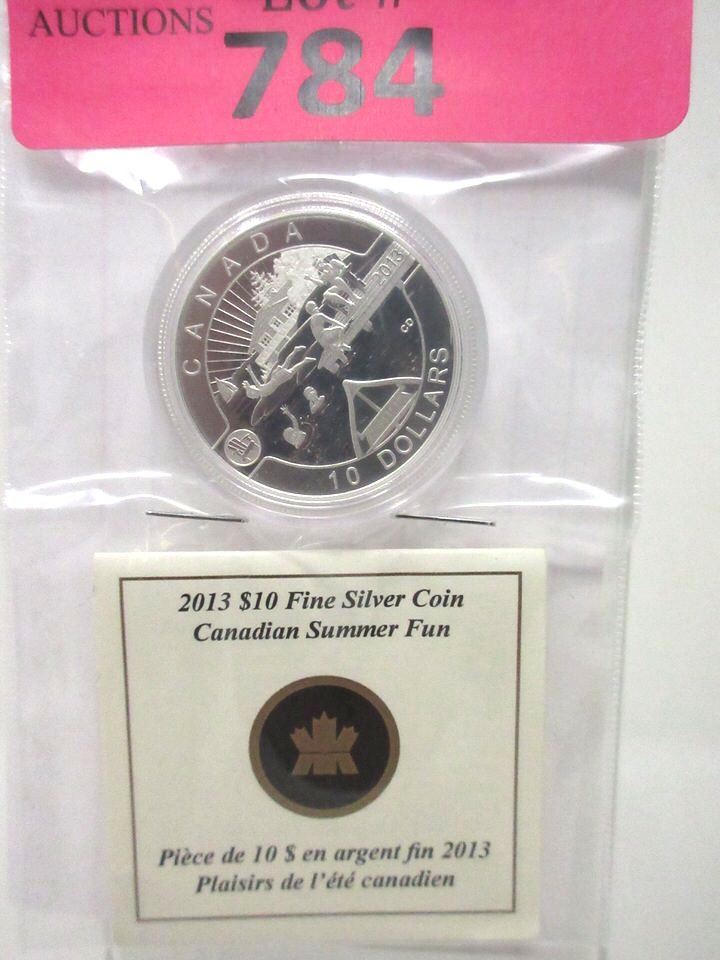 AUCTIONS
784
CANADA
2013
CD
10 DOLLARS
2013 $10 Fine Silver Coin
Canadian Summer Fun
Pièce de 10 $ en argent fin 2013
Plaisirs de l'été canadien